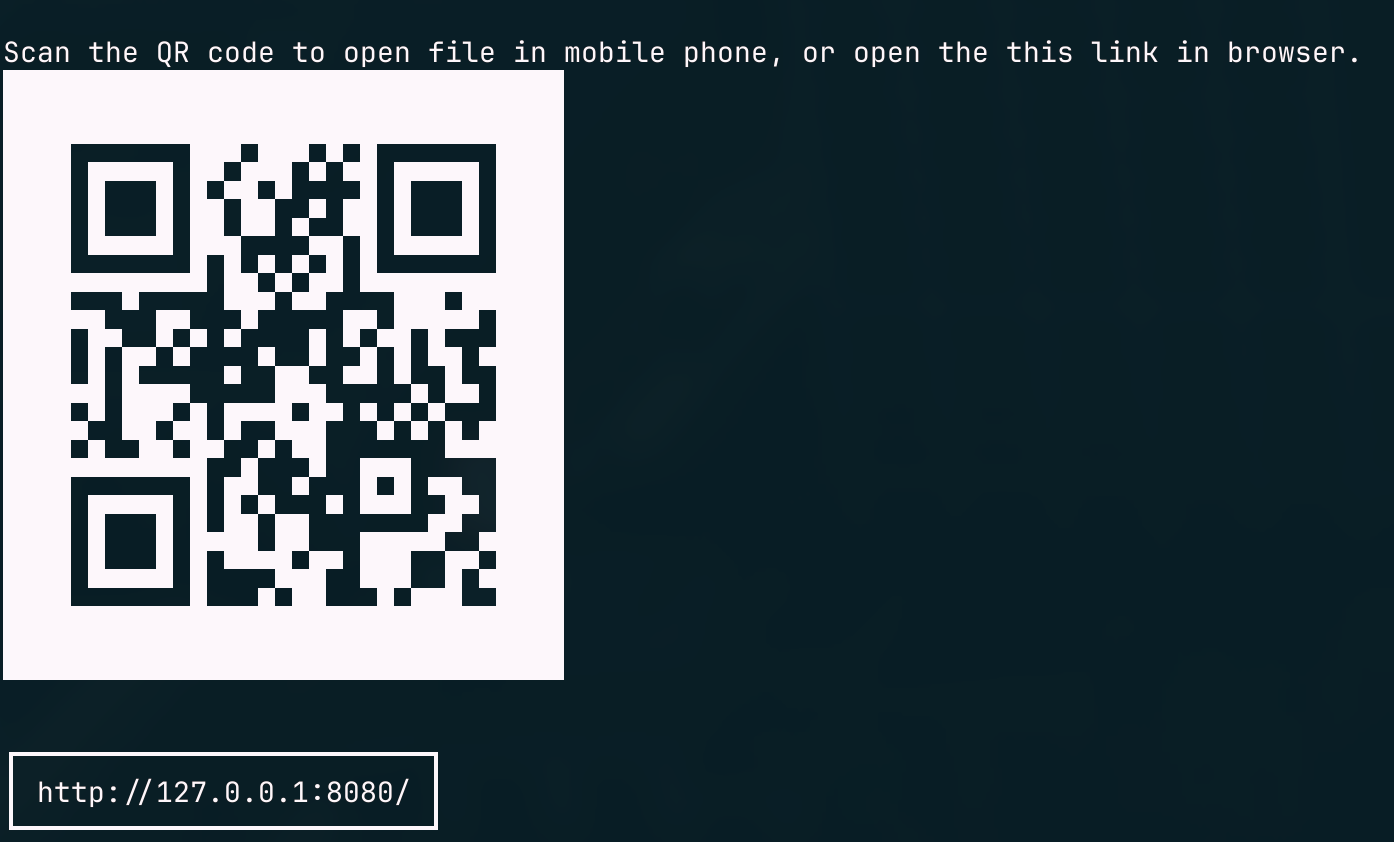 Scan the QR code to open file in mobile phone, or open the this link in browser.
http://127.0.0.1:8080/